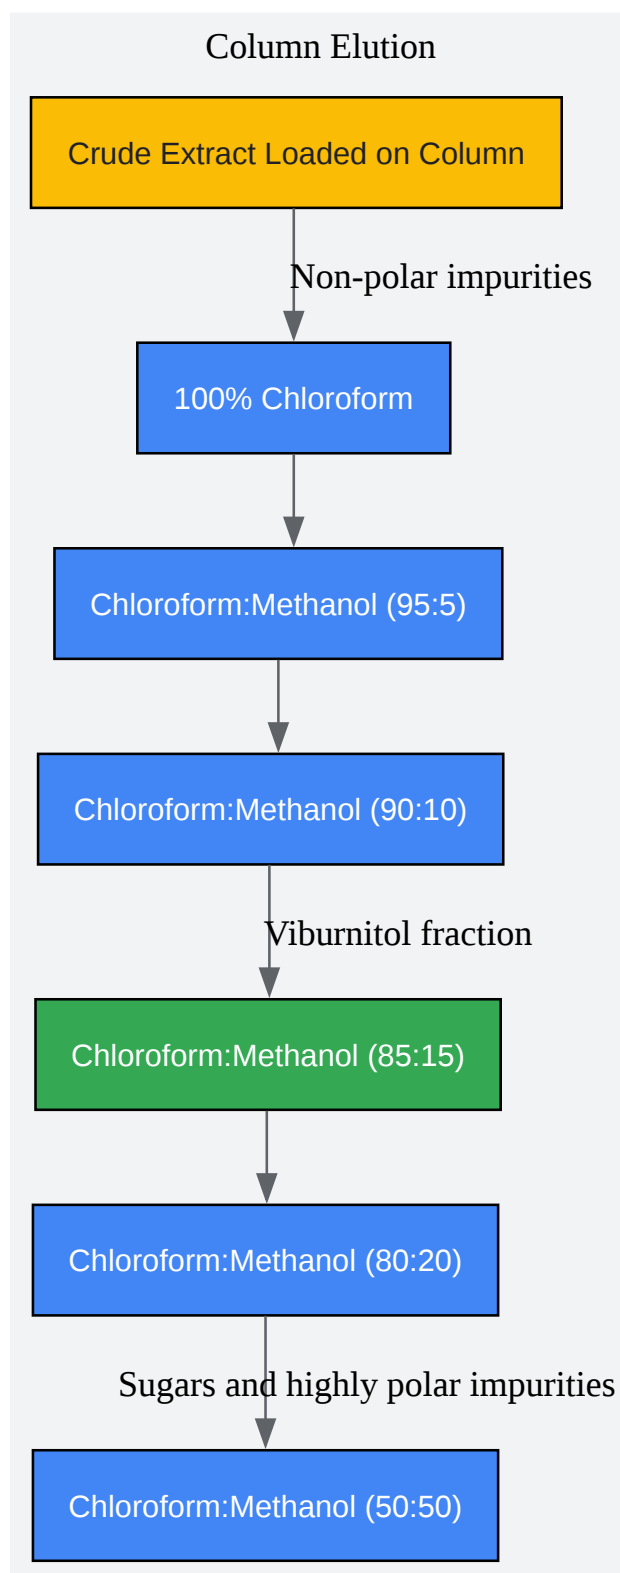 Column Elution
Crude Extract Loaded on Column
Non-polar impurities
100% Chloroform
Chloroform:Methanol (95:5)
Chloroform:Methanol (90:10)
Viburnitol fraction
Chloroform:Methanol (85:15)
Chloroform:Methanol (80:20)
Sugars and highly polar impurities
Chloroform:Methanol (50:50)